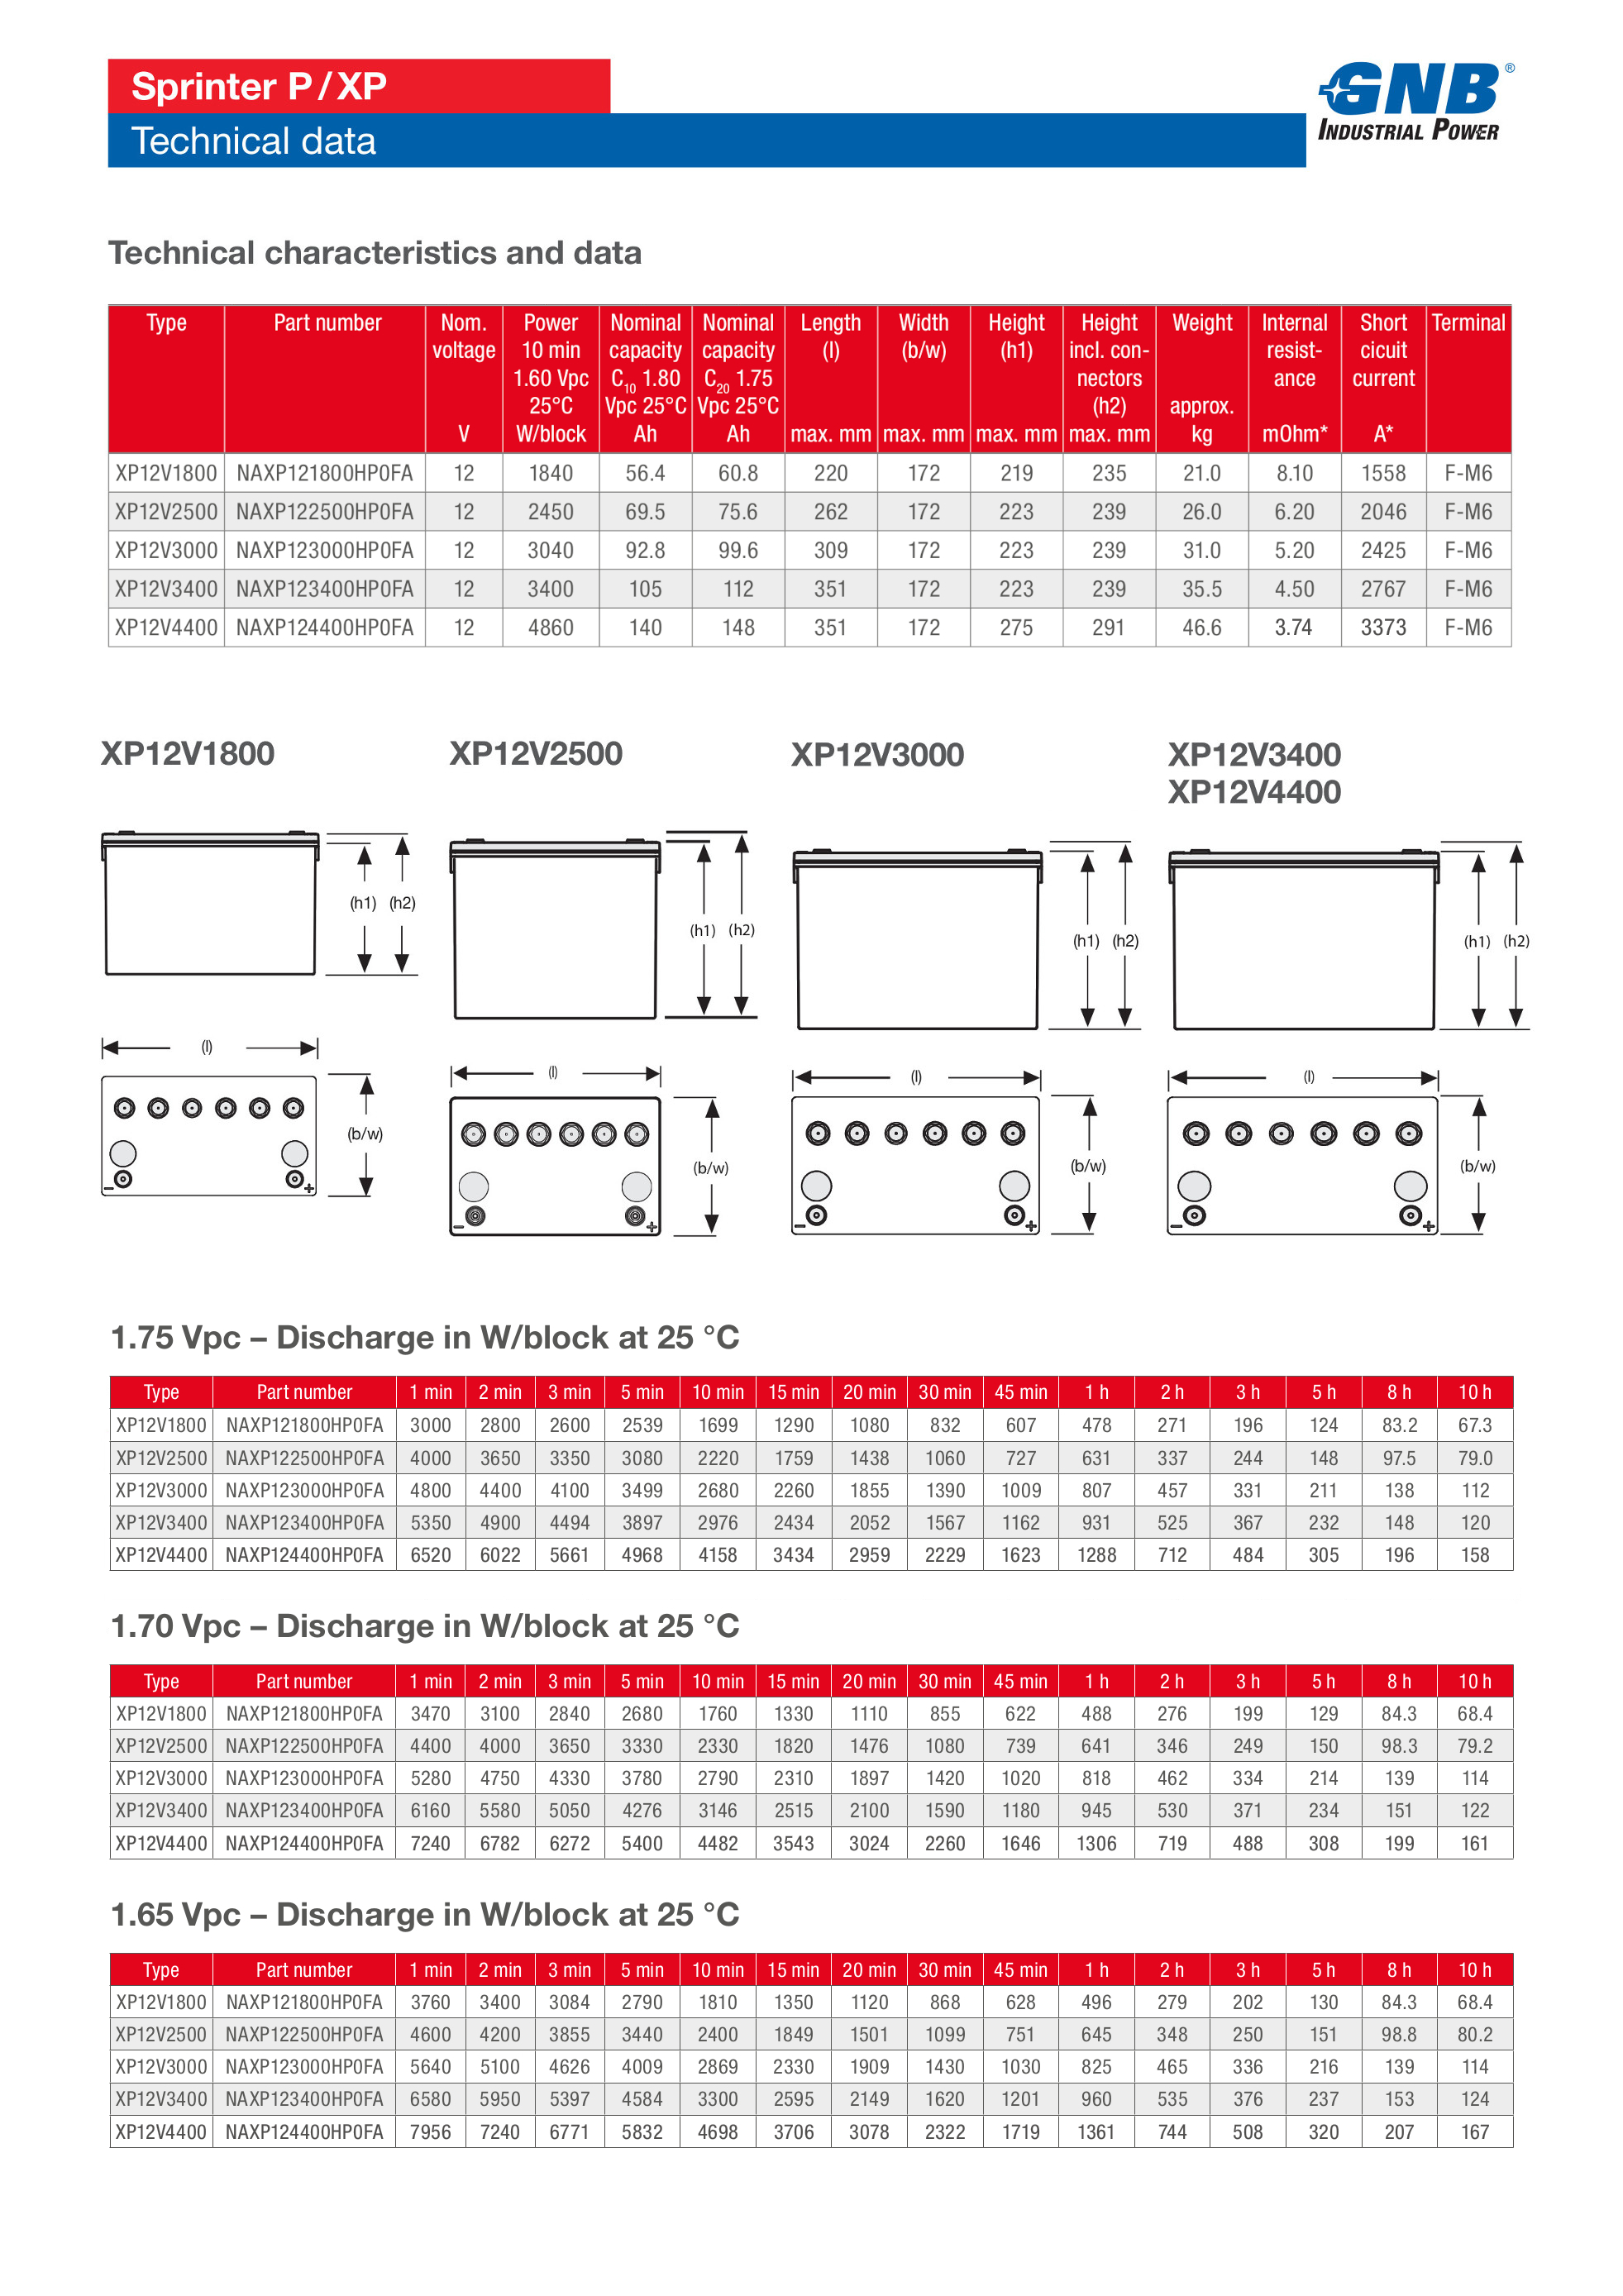 Sprinter P / XP
Technical data
GNB®
INDUSTRIAL POWER
Technical characteristics and data
Type Part number Nom. voltage V Power 10 min 1.60 Vpc 25°C W/block Nominal capacity C10 1.80 Vpc 25°C Ah Nominal capacity C20 1.75 Vpc 25°C Ah Length (l) max. mm Width (b/w) max. mm Height (h1) max. mm Height incl. con- nectors (h2) max. mm Weight approx. kg Internal resist- ance mOhm* Short cicuit current A* Terminal
XP12V1800 NAXP121800HP0FA 12 1840 56.4 60.8 220 172 219 235 21.0 8.10 1558 F-M6
XP12V2500 NAXP122500HP0FA 12 2450 69.5 75.6 262 172 223 239 26.0 6.20 2046 F-M6
XP12V3000 NAXP123000HP0FA 12 3040 92.8 99.6 309 172 223 239 31.0 5.20 2425 F-M6
XP12V3400 NAXP123400HP0FA 12 3400 105 112 351 172 223 239 35.5 4.50 2767 F-M6
XP12V4400 NAXP124400HP0FA 12 4860 140 148 351 172 275 291 46.6 3.74 3373 F-M6
XP12V1800 XP12V2500 XP12V3000 XP12V3400
XP12V4400
(h1) (h2) (h1) (h2) (h1) (h2) (h1) (h2)
(l) (l) (l) (l)
(b/w) (b/w) (b/w) (b/w)
– + – + – + – +
1.75 Vpc – Discharge in W/block at 25 °C
Type Part number 1 min 2 min 3 min 5 min 10 min 15 min 20 min 30 min 45 min 1 h 2 h 3 h 5 h 8 h 10 h
XP12V1800 NAXP121800HP0FA 3000 2800 2600 2539 1699 1290 1080 832 607 478 271 196 124 83.2 67.3
XP12V2500 NAXP122500HP0FA 4000 3650 3350 3080 2220 1759 1438 1060 727 631 337 244 148 97.5 79.0
XP12V3000 NAXP123000HP0FA 4800 4400 4100 3499 2680 2260 1855 1390 1009 807 457 331 211 138 112
XP12V3400 NAXP123400HP0FA 5350 4900 4494 3897 2976 2434 2052 1567 1162 931 525 367 232 148 120
XP12V4400 NAXP124400HP0FA 6520 6022 5661 4968 4158 3434 2959 2229 1623 1288 712 484 305 196 158
1.70 Vpc – Discharge in W/block at 25 °C
Type Part number 1 min 2 min 3 min 5 min 10 min 15 min 20 min 30 min 45 min 1 h 2 h 3 h 5 h 8 h 10 h
XP12V1800 NAXP121800HP0FA 3470 3100 2840 2680 1760 1330 1110 855 622 488 276 199 129 84.3 68.4
XP12V2500 NAXP122500HP0FA 4400 4000 3650 3330 2330 1820 1476 1080 739 641 346 249 150 98.3 79.2
XP12V3000 NAXP123000HP0FA 5280 4750 4330 3780 2790 2310 1897 1420 1020 818 462 334 214 139 114
XP12V3400 NAXP123400HP0FA 6160 5580 5050 4276 3146 2515 2100 1590 1180 945 530 371 234 151 122
XP12V4400 NAXP124400HP0FA 7240 6782 6272 5400 4482 3543 3024 2260 1646 1306 719 488 308 199 161
1.65 Vpc – Discharge in W/block at 25 °C
Type Part number 1 min 2 min 3 min 5 min 10 min 15 min 20 min 30 min 45 min 1 h 2 h 3 h 5 h 8 h 10 h
XP12V1800 NAXP121800HP0FA 3760 3400 3084 2790 1810 1350 1120 868 628 496 279 202 130 84.3 68.4
XP12V2500 NAXP122500HP0FA 4600 4200 3855 3440 2400 1849 1501 1099 751 645 348 250 151 98.8 80.2
XP12V3000 NAXP123000HP0FA 5640 5100 4626 4009 2869 2330 1909 1430 1030 825 465 336 216 139 114
XP12V3400 NAXP123400HP0FA 6580 5950 5397 4584 3300 2595 2149 1620 1201 960 535 376 237 153 124
XP12V4400 NAXP124400HP0FA 7956 7240 6771 5832 4698 3706 3078 2322 1719 1361 744 508 320 207 167